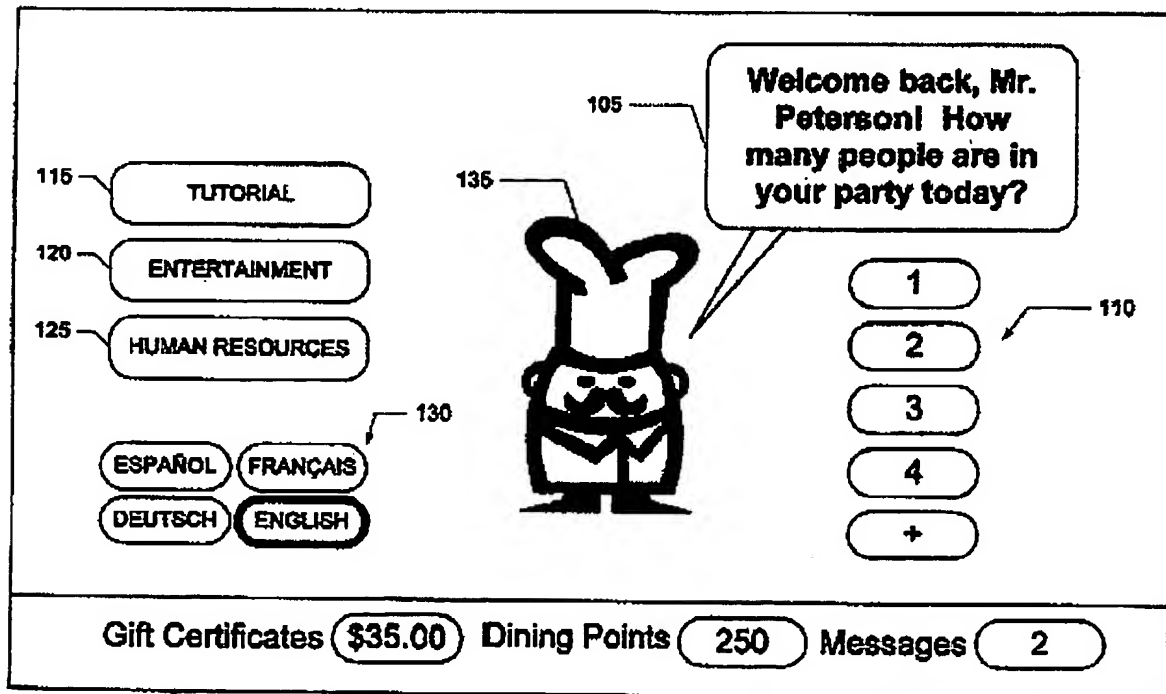 105
Welcome back, Mr.
Peterson! How
many people are in
your party today?
115
TUTORIAL
135
120
ENTERTAINMENT
1
110
125
HUMAN RESOURCES
2
3
130
ESPAÑOL FRANÇAIS
4
DEUTSCH ENGLISH
+
Gift Certificates $35.00 Dining Points 250 Messages 2